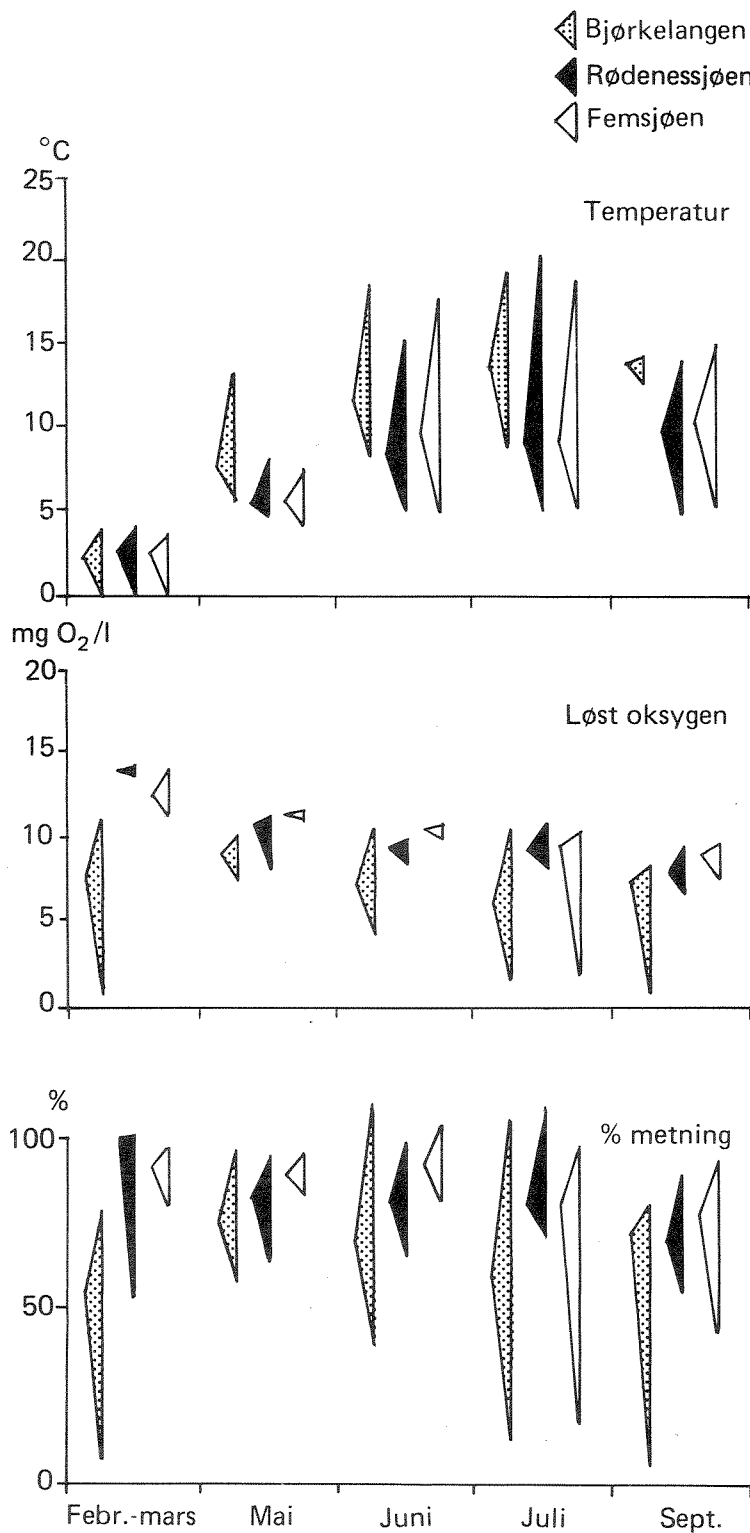 Bjørkelangen
Rødenessjøen
Femsjøen
°C
25
Temperatur
20
15
10
5
0
mg O₂/l
20
Løst oksygen
15
10
5
0
%
100
% metning
50
0
Febr.-mars Mai Juni Juli Sept.